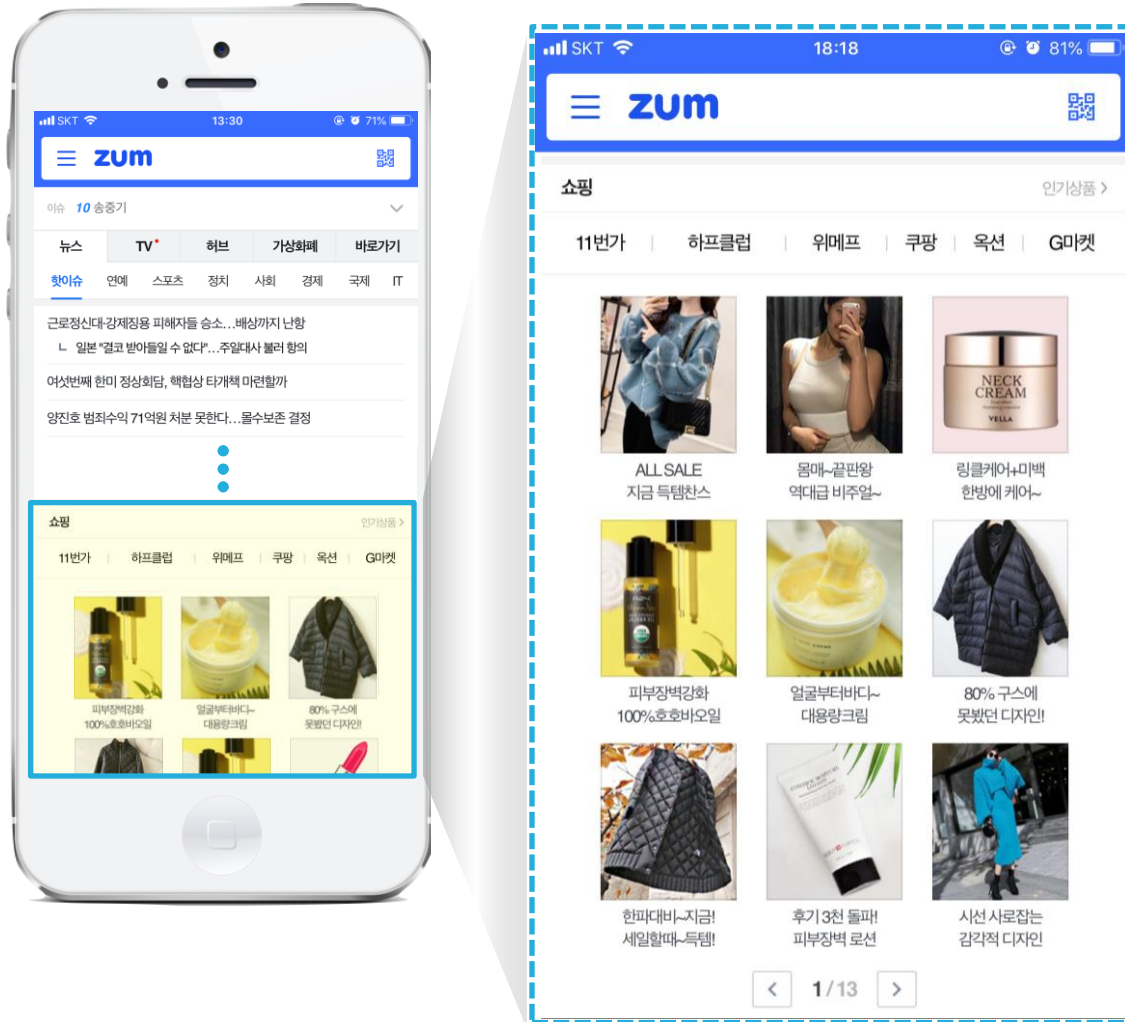 SKT 13:30 71%
zum
이슈 10 송중기
뉴스 TV 허브 가상화폐 바로가기
핫이슈 연예 스포츠 정치 사회 경제 국제 IT
근로정신대·강제징용 피해자들 승소…배상까지 난항
ㄴ 일본 "결코 받아들일 수 없다"…주일대사 불러 항의
여섯번째 한미 정상회담, 핵협상 타개책 마련할까
양진호 범죄수익 71억원 처분 못한다…몰수보존 결정
쇼핑 인기상품 >
11번가 | 하프클럽 | 위메프 | 쿠팡 | 옥션 | G마켓
피부장벽강화 얼굴부터바디~ 80% 구스에
100%호호바오일 대용량크림 못봤던 디자인!
SKT 18:18 81%
zum
쇼핑 인기상품 >
11번가 | 하프클럽 | 위메프 | 쿠팡 | 옥션 | G마켓
NECK
CREAM
VELLA
ALL SALE 몸매~끝판왕 링클케어+미백
지금 득템찬스 역대급 비주얼~ 한방에 케어~
피부장벽강화 얼굴부터바디~ 80% 구스에
100%호호바오일 대용량크림 못봤던 디자인!
한파대비~지금! 후기 3천 돌파! 시선 사로잡는
세일할때~득템! 피부장벽 로션 감각적 디자인
< 1/13 >